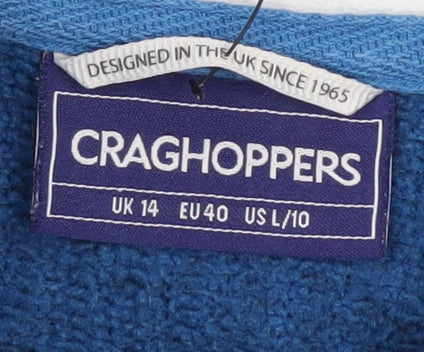 DESIGNED IN THE UK SINCE 1965
CRAGHOPPERS
UK 14 EU 40 US L/10